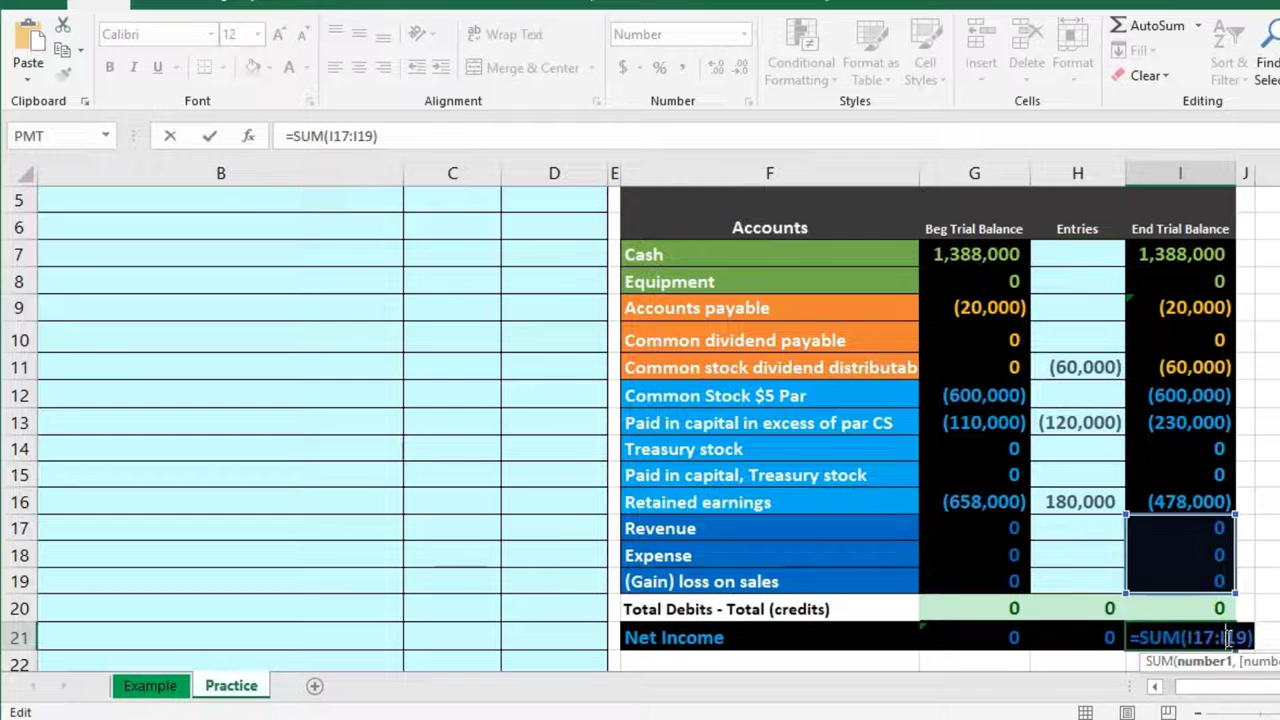 Calibri 12 Wrap Text Number AutoSum
Paste B I U Merge & Center $ % Conditional Formatting Format as Table Cell Styles Insert Delete Format Fill Clear Sort & Filter Find Selec
Clipboard Font Alignment Number Styles Cells Editing
PMT fx =SUM(I17:I19)
B C D E F G H I J
5
6 Accounts Beg Trial Balance Entries End Trial Balance
7 Cash 1,388,000 1,388,000
8 Equipment 0 0
9 Accounts payable (20,000) (20,000)
10 Common dividend payable 0 0
11 Common stock dividend distributab 0 (60,000) (60,000)
12 Common Stock $5 Par (600,000) (600,000)
13 Paid in capital in excess of par CS (110,000) (120,000) (230,000)
14 Treasury stock 0 0
15 Paid in capital, Treasury stock 0 0
16 Retained earnings (658,000) 180,000 (478,000)
17 Revenue 0 0
18 Expense 0 0
19 (Gain) loss on sales 0 0
20 Total Debits - Total (credits) 0 0 0
21 Net Income 0 0 =SUM(I17:I19)
22 SUM(number1, [numbe
Example Practice
Edit